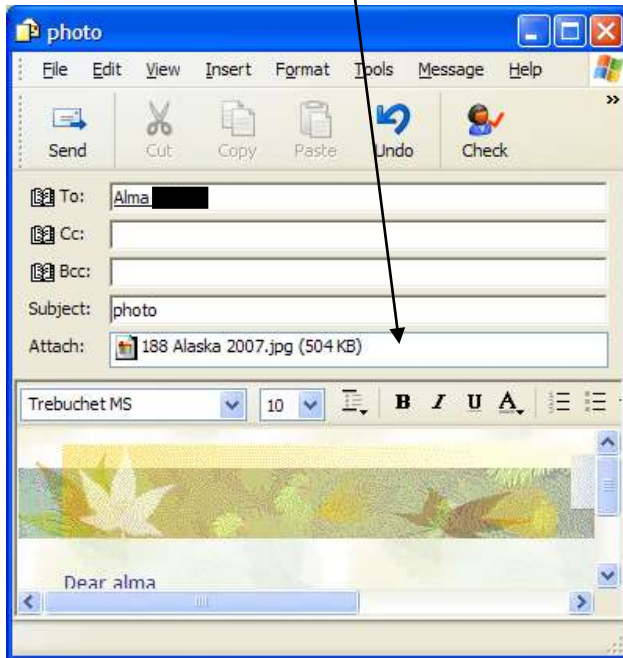 photo
File Edit View Insert Format Tools Message Help
Send Cut Copy Paste Undo Check
To: Alma
Cc:
Bcc:
Subject: photo
Attach: 188 Alaska 2007.jpg (504 KB)
Trebuchet MS 10 B I U A
Dear alma